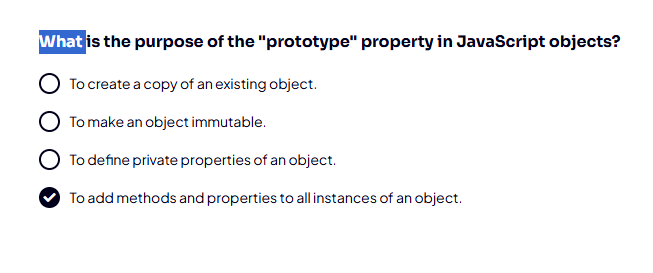 What is the purpose of the "prototype" property in JavaScript objects?
To create a copy of an existing object.
To make an object immutable.
To define private properties of an object.
To add methods and properties to all instances of an object.